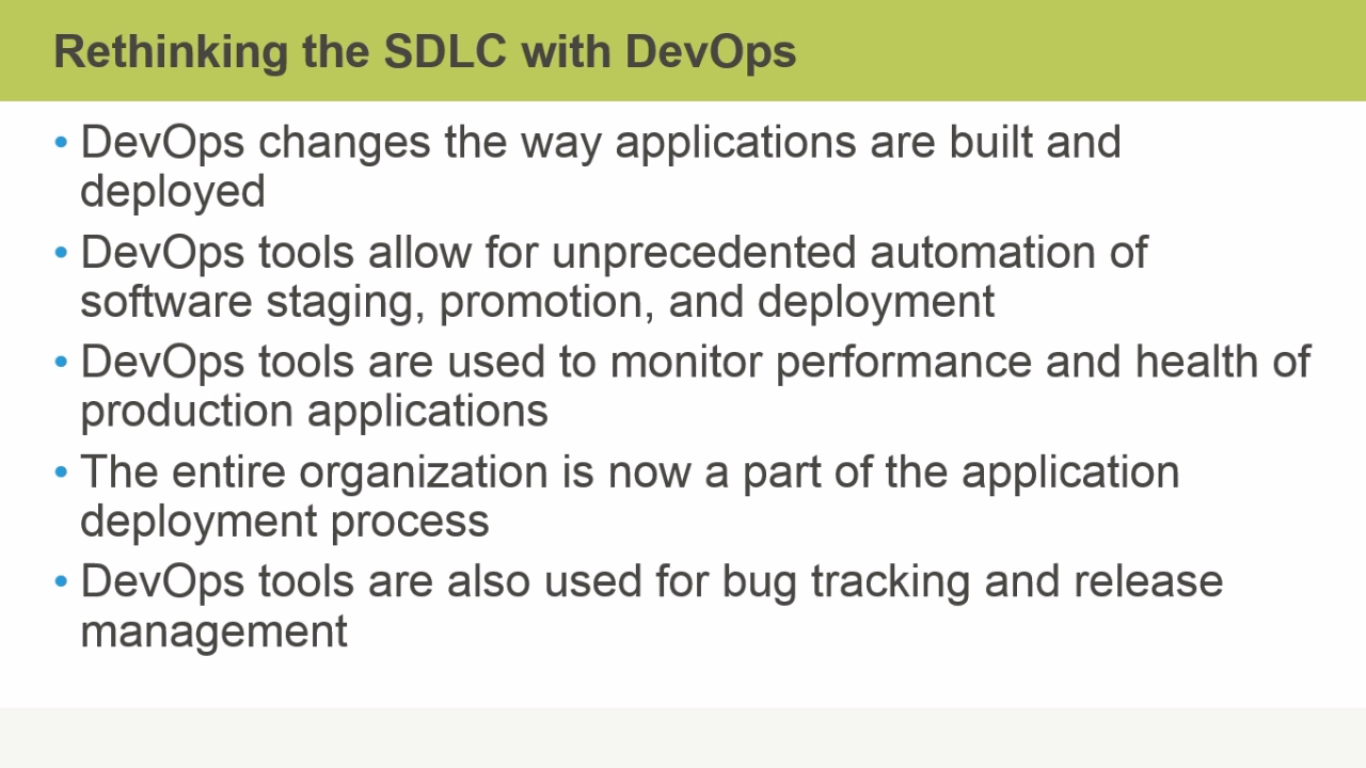 Rethinking the SDLC with DevOps
• DevOps changes the way applications are built and
deployed
• DevOps tools allow for unprecedented automation of
software staging, promotion, and deployment
• DevOps tools are used to monitor performance and health of
production applications
• The entire organization is now a part of the application
deployment process
• DevOps tools are also used for bug tracking and release
management